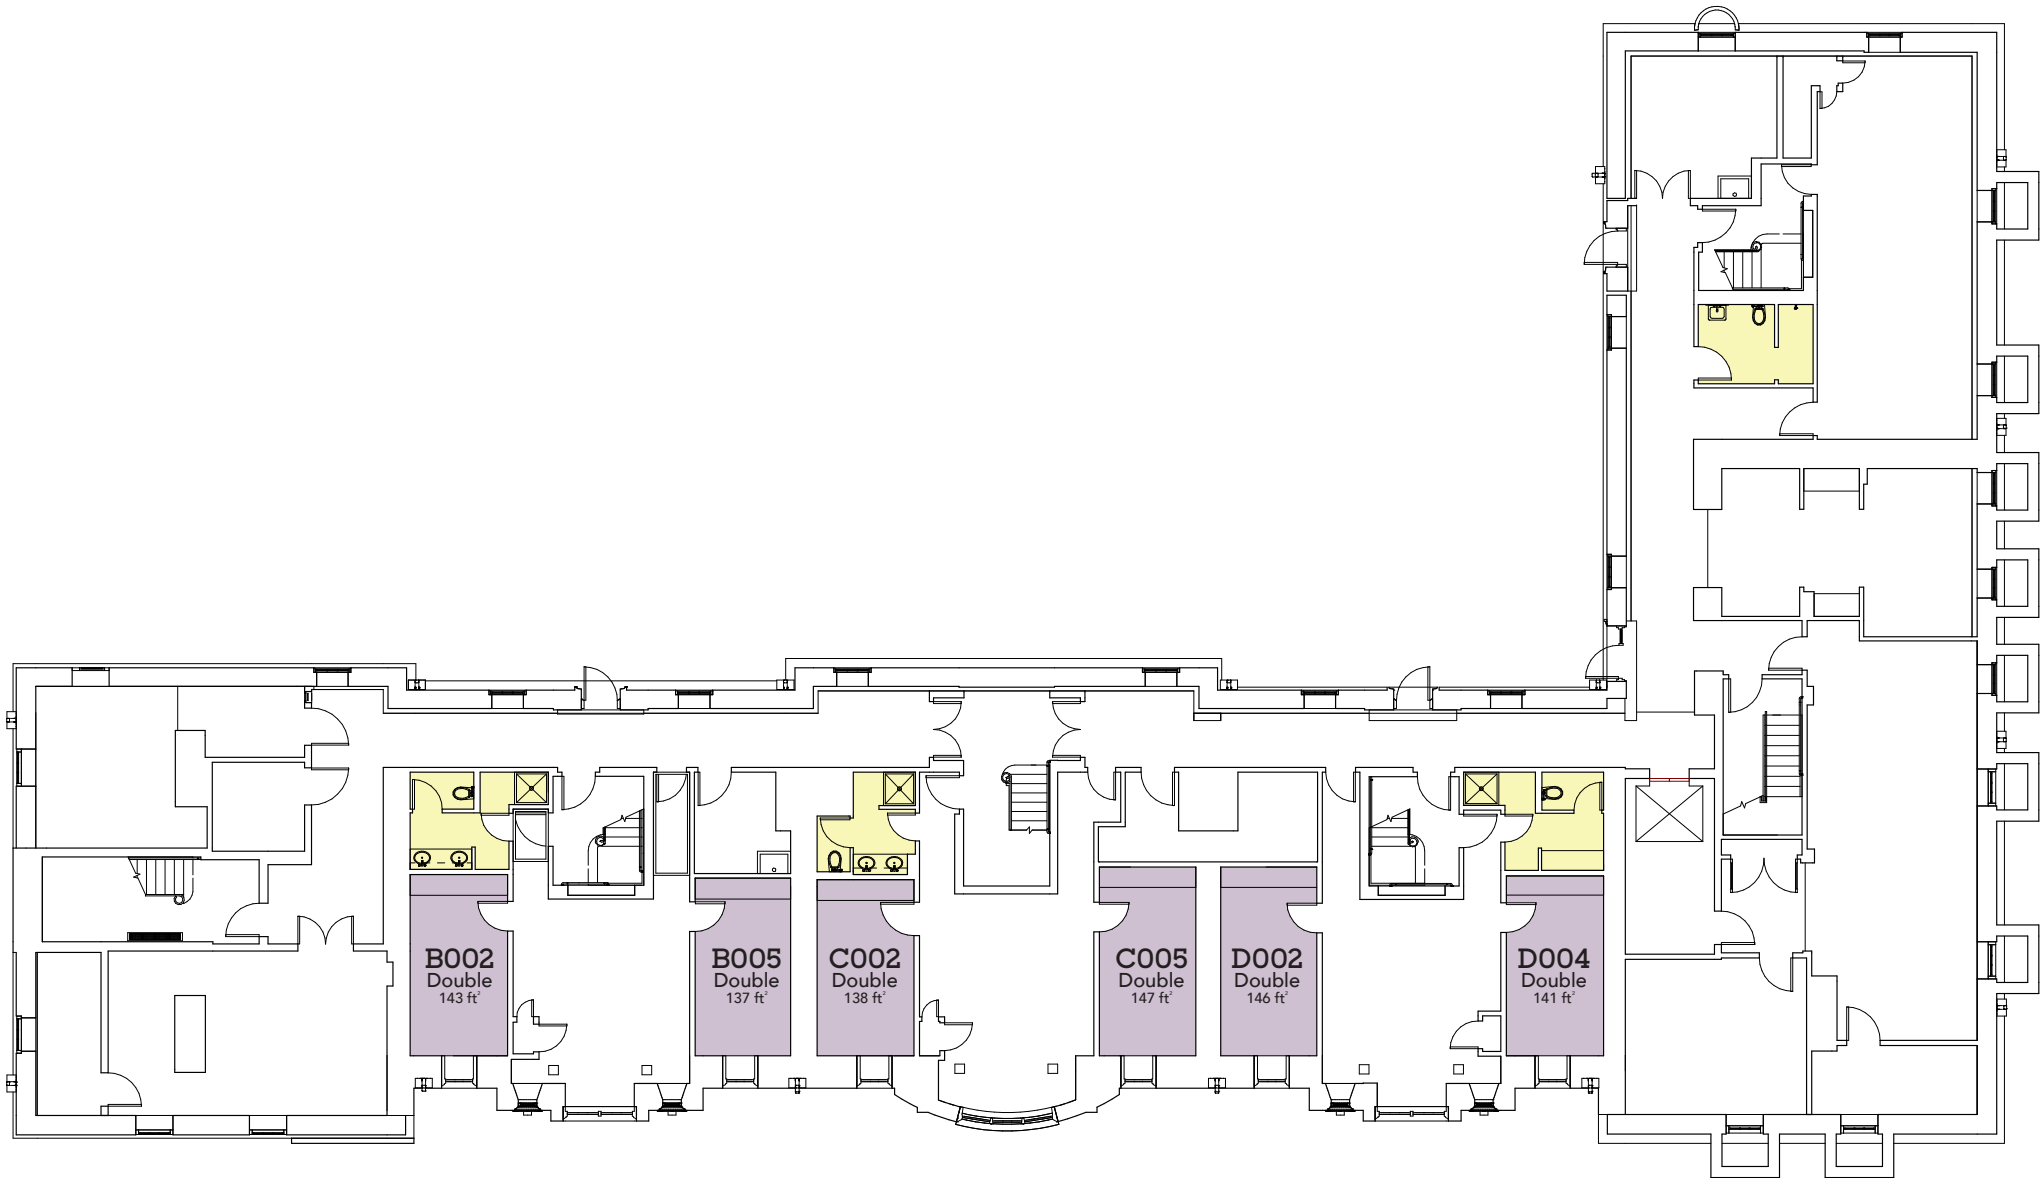 B002
Double
143 ft²
B005
Double
137 ft²
C002
Double
138 ft²
C005
Double
147 ft²
D002
Double
146 ft²
D004
Double
141 ft²